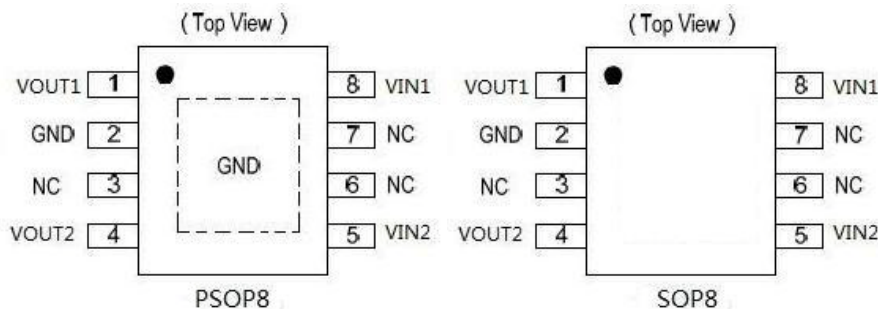 ( Top View )
VOUT1 1 8 VIN1
GND 2 7 NC
GND
NC 3 6 NC
VOUT2 4 5 VIN2
PSOP8
( Top View )
VOUT1 1 8 VIN1
GND 2 7 NC
NC 3 6 NC
VOUT2 4 5 VIN2
SOP8